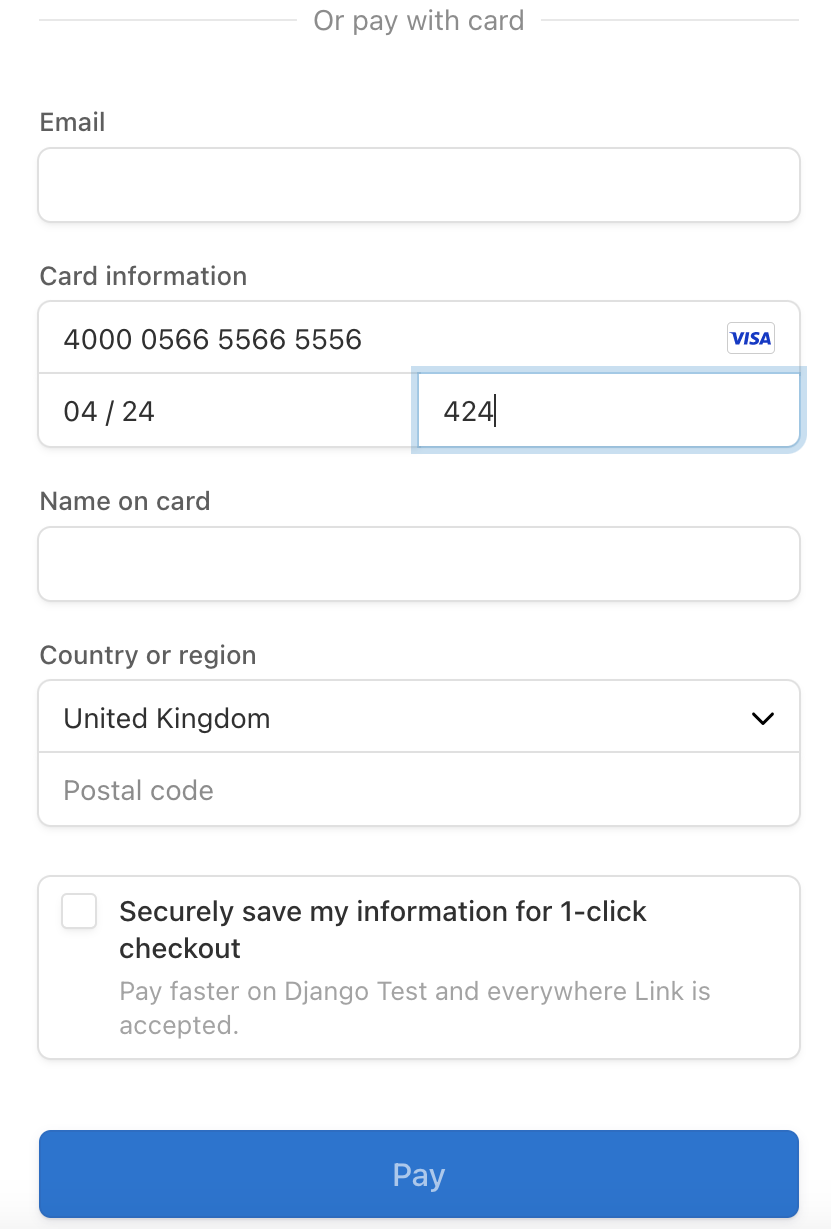 Or pay with card
Email
Card information
4000 0566 5566 5556
VISA
04 / 24
424
Name on card
Country or region
United Kingdom
Postal code
Securely save my information for 1-click
checkout
Pay faster on Django Test and everywhere Link is
accepted.
Pay